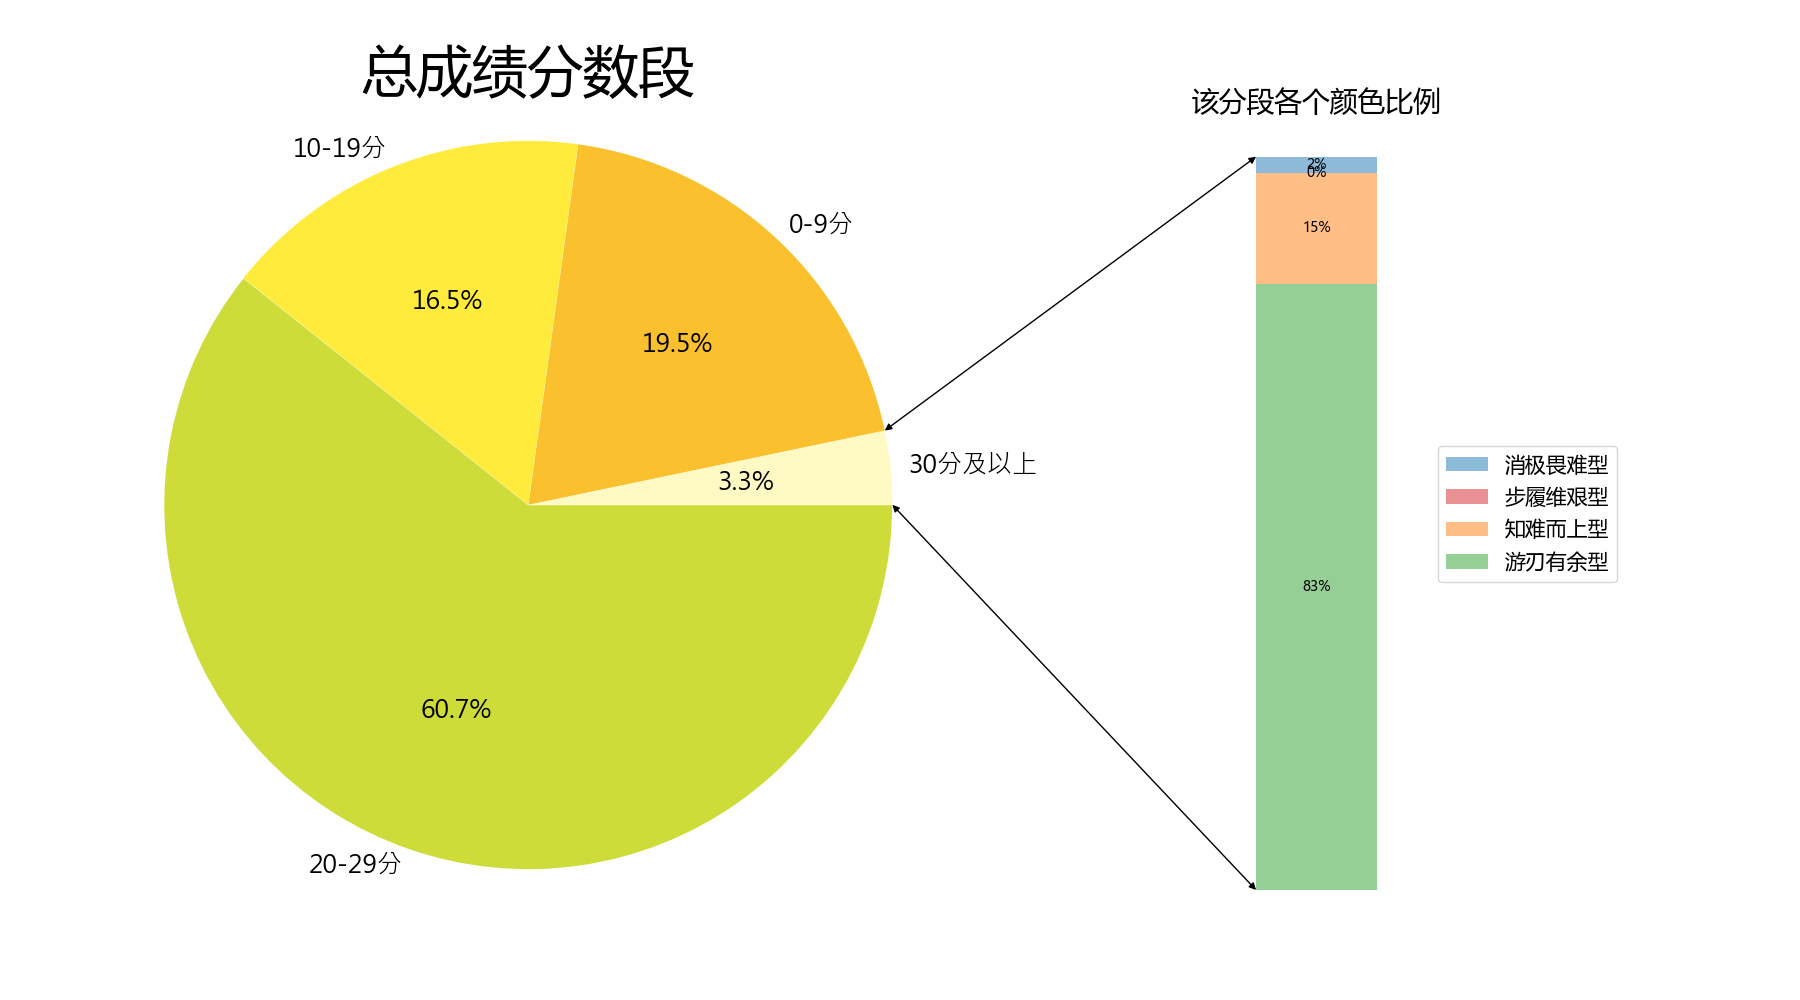 总成绩分数段
10-19分
0-9分
16.5%
19.5%
3.3%
30分及以上
60.7%
20-29分
该分段各个颜色比例
2%
0%
15%
83%
消极畏难型
步履维艰型
知难而上型
游刃有余型